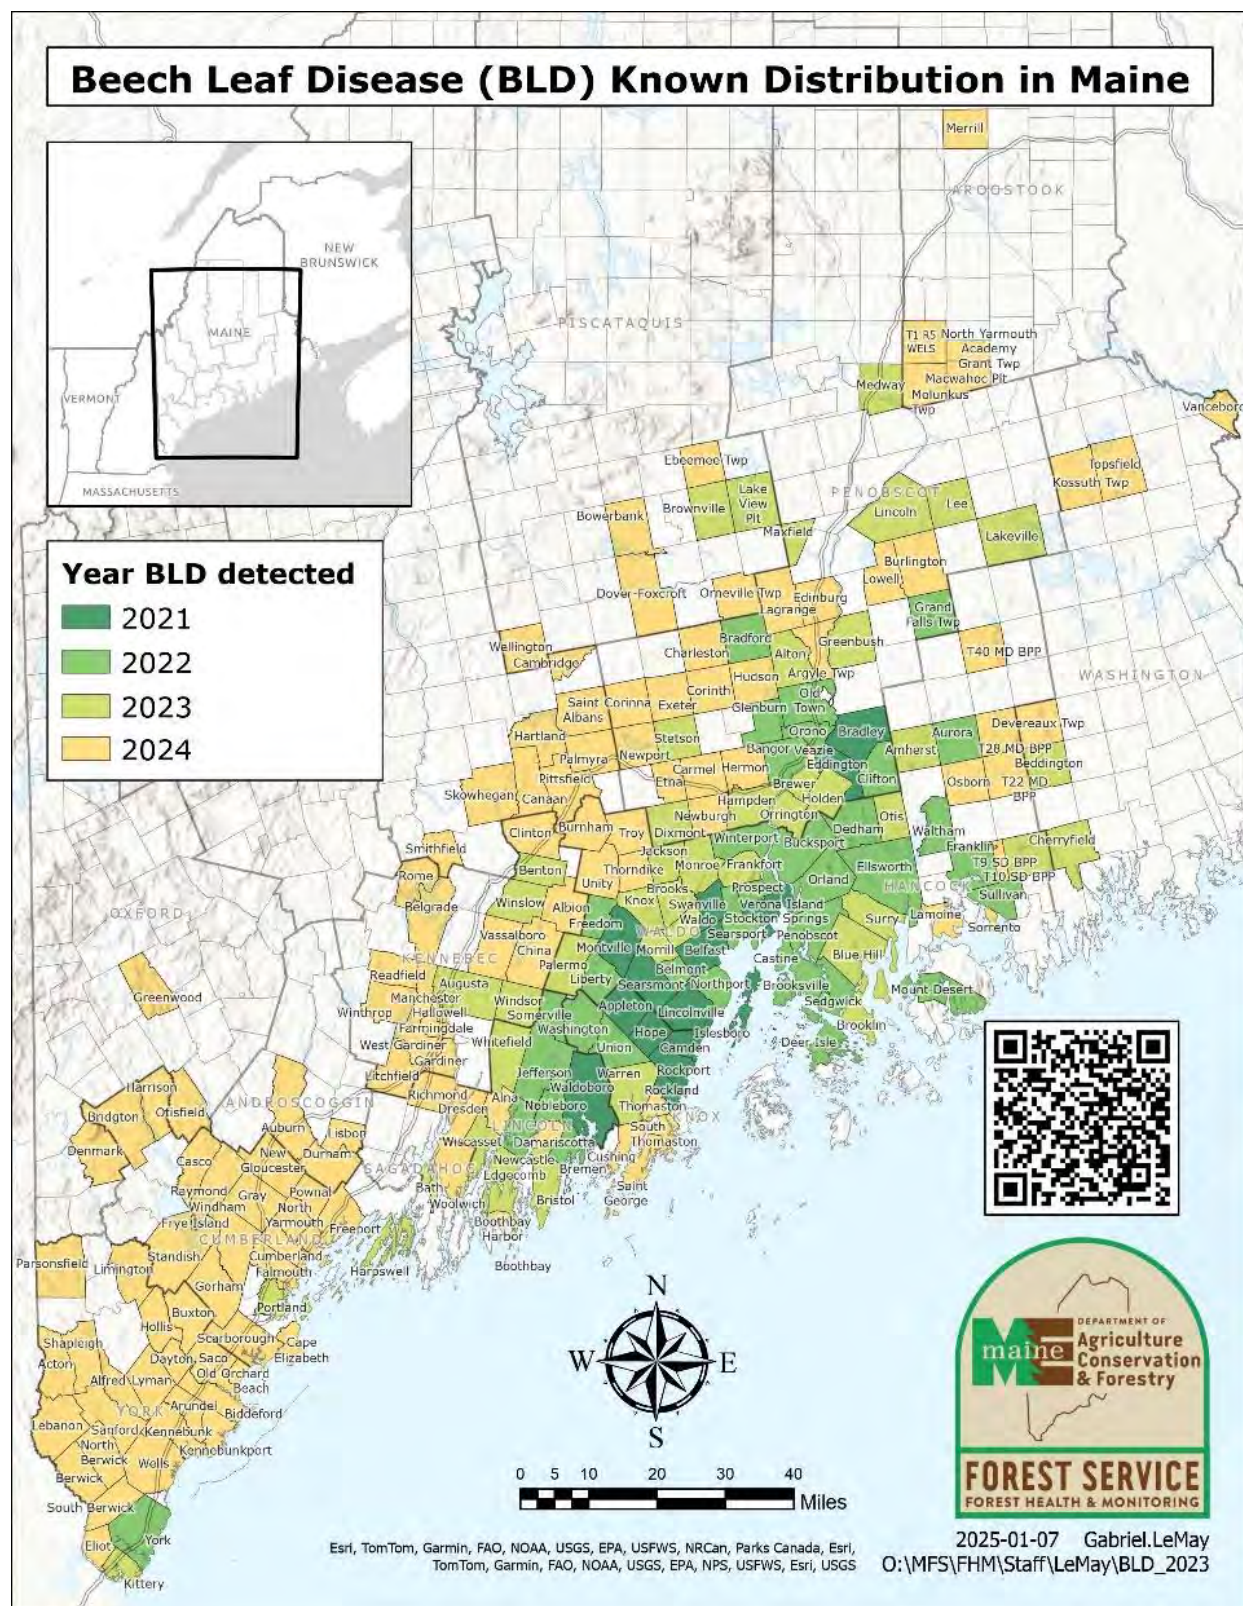 Beech Leaf Disease (BLD) Known Distribution in Maine
NEW
BRUNSWICK
MAINE
VERMONT
MASSACHUSETTS
Year BLD detected
2021
2022
2023
2024
Merrill
AROOSTOOK
PISCATAQUIS
T1 R5
WELS
North Yarmouth
Academy
Grant Twp
Macwahoc Plt
Molunkus
Twp
Medway
Vanceboro
Ebeemee Twp
Topsfield
Kossuth Twp
PENOBSCOT
Lake
View
Plt
Brownville
Bowerbank
Lincoln
Lee
Maxfield
Lakeville
Burlington
Lowell
Dover-Foxcroft
Orneville Twp
Edinburg
Lagrange
Grand
Falls Twp
Bradford
Greenbush
Wellington
Cambridge
Charleston
Alton
T40 MD BPP
WASHINGTON
Hudson
Argyle Twp
Corinth
Old
Town
Saint
Albans
Corinna
Exeter
Glenburn
Hartland
Stetson
Orono
Bradley
Aurora
Devereaux Twp
Bangor
Veazie
Amherst
T28 MD BPP
Palmyra
Newport
Eddington
Beddington
Carmel
Hermon
Pittsfield
Etna
Clifton
Osborn
T22 MD
BPP
Brewer
Skowhegan
Canaan
Hampden
Holden
Newburgh
Orrington
Otis
Clinton
Burnham
Troy
Dixmont
Winterport
Dedham
Waltham
Bucksport
Cherryfield
Smithfield
Jackson
Franklin
Benton
Thorndike
Monroe
Frankfort
Ellsworth
T9 SD BPP
Rome
T10 SD BPP
Unity
Orland
HANCOCK
Brooks
Prospect
Sullivan
Belgrade
Winslow
Albion
Knox
Swanville
Verona Island
OXFORD
Freedom
Waldo
Stockton Springs
Surry
Lamoine
Vassalboro
WALDO
Searsport
Penobscot
Sorrento
China
Montville
Morrill
Belfast
KENNEBEC
Castine
Blue Hill
Palermo
Readfield
Liberty
Belmont
Augusta
Searsmont
Northport
Brooksville
Mount Desert
Greenwood
Manchester
Windsor
Sedgwick
Winthrop
Hallowell
Somerville
Appleton
Lincolnville
Farmingdale
Washington
Hope
Islesboro
Brooklin
West Gardiner
Whitefield
Union
Camden
Deer Isle
Gardiner
Litchfield
Jefferson
Warren
Rockport
Harrison
Waldoboro
Rockland
Richmond
Alna
ANDROSCOGGIN
Nobleboro
Thomaston
Bridgton
Otisfield
Dresden
KNOX
LINCOLN
South
Thomaston
Auburn
Lisbon
Wiscasset
Damariscotta
Denmark
New
Gloucester
Durham
Cushing
Casco
Newcastle
SAGADAHOC
Edgecomb
Bremen
Raymond
Gray
Pownal
Bath
Saint
George
Windham
North
Yarmouth
Woolwich
Bristol
Frye Island
Freeport
Boothbay
Harbor
CUMBERLAND
Parsonsfield
Limington
Standish
Cumberland
Falmouth
Harpswell
Boothbay
Gorham
Portland
Buxton
Hollis
Shapleigh
Scarborough
Cape
Elizabeth
Acton
Dayton
Saco
Old Orchard
Beach
Alfred
Lyman
YORK
Arundel
Biddeford
Lebanon
Sanford
Kennebunk
North
Berwick
Kennebunkport
Wells
Berwick
South Berwick
York
Eliot
Kittery
N
W
E
S
0 5 10 20 30 40
Miles
maine
DEPARTMENT OF
Agriculture
Conservation
& Forestry
FOREST SERVICE
FOREST HEALTH & MONITORING
Esri, TomTom, Garmin, FAO, NOAA, USGS, EPA, USFWS, NRCan, Parks Canada, Esri,
TomTom, Garmin, FAO, NOAA, USGS, EPA, NPS, USFWS, Esri, USGS
2025-01-07 Gabriel.LeMay
O:\MFS\FHM\Staff\LeMay\BLD_2023